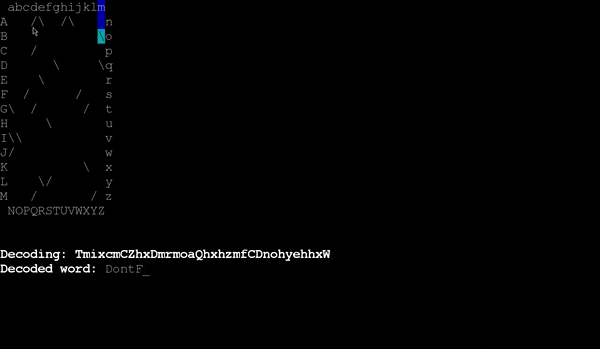 abcdefghijklm
A   /\  /\    n
B            \o
C   /         p
D      \     \q
E    \        r
F  /      /   s
G\  /      /  t
H     \       u
I\\           v
J/            w
K          \  x
L    \/       y
M   /       / z
 NOPQRSTUVWXYZ
Decoding: TmixcmCZhxDmrmoaQhxhzmfCDnohyehhxW
Decoded word: DontF_